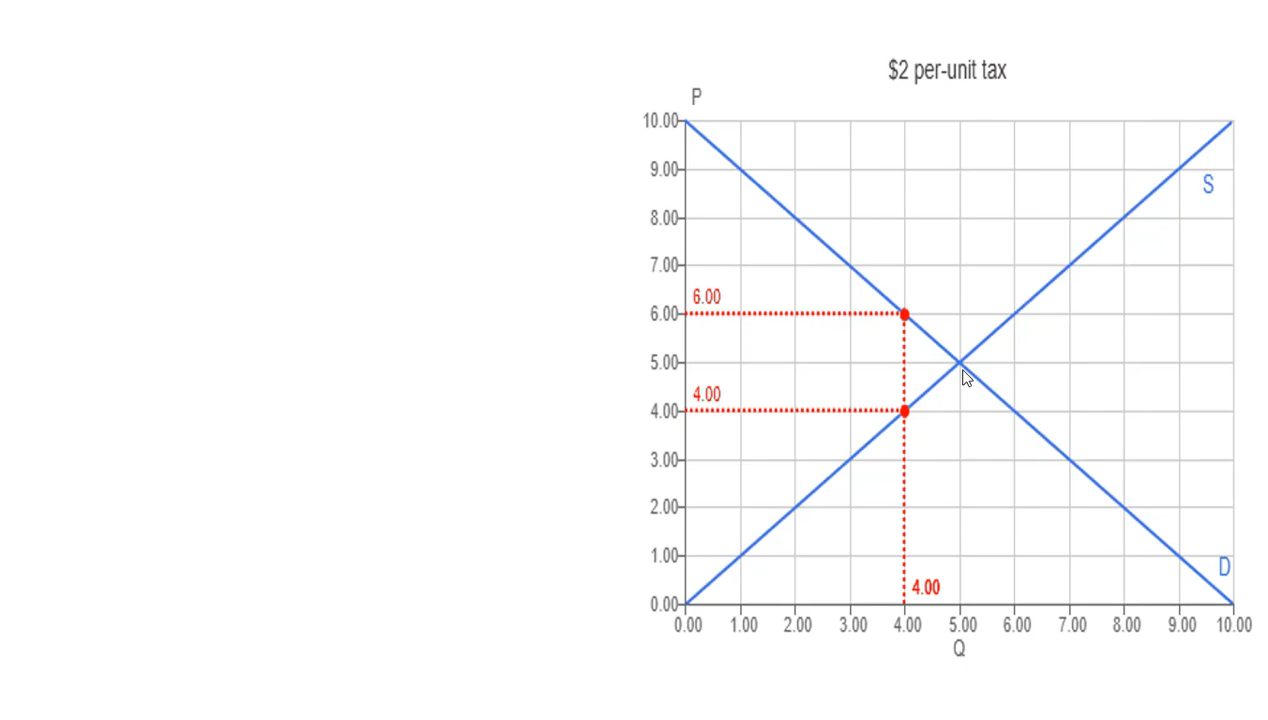 $2 per-unit tax
P
10.00
9.00
S
8.00
7.00
6.00
6.00
5.00
4.00
4.00
3.00
2.00
1.00
D
4.00
0.00
0.00 1.00 2.00 3.00 4.00 5.00 6.00 7.00 8.00 9.00 10.00
Q